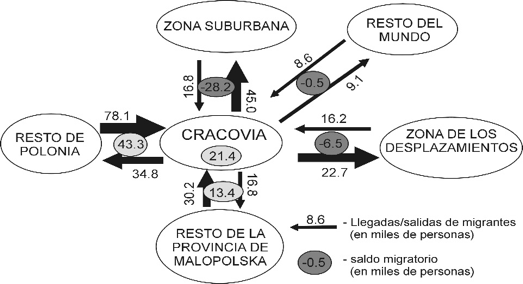 ZONA SUBURBANA
RESTO DEL
MUNDO
16.8
-28.2
45.0
8.6
-0.5
9.1
78.1
RESTO DE
POLONIA
43.3
34.8
CRACOVIA
21.4
16.2
-6.5
22.7
ZONA DE LOS
DESPLAZAMIENTOS
30.2
13.4
16.8
RESTO DE LA
PROVINCIA DE
MALOPOLSKA
8.6
- Llegadas/salidas de migrantes
(en miles de personas)
-0.5
- saldo migratorio
(en miles de personas)